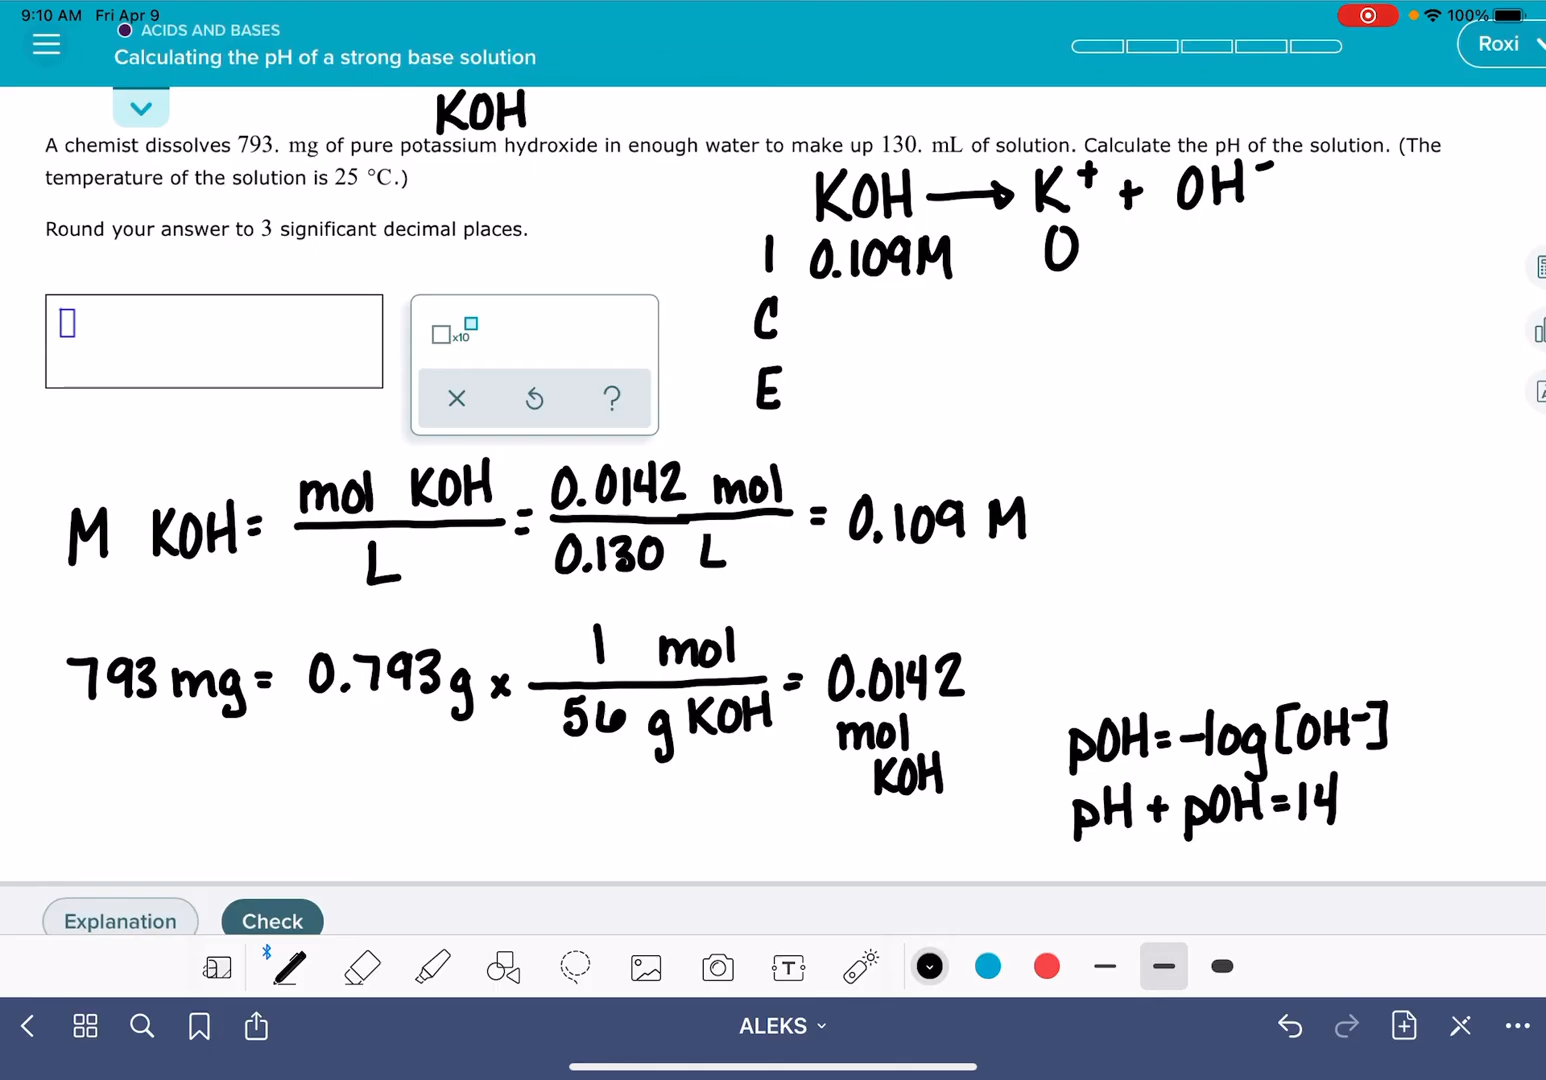 9:10 AM Fri Apr 9
100%
ACIDS AND BASES
Calculating the pH of a strong base solution
Roxi
KOH
A chemist dissolves 793. mg of pure potassium hydroxide in enough water to make up 130. mL of solution. Calculate the pH of the solution. (The
temperature of the solution is 25 °C.)
KOH → K⁺ + OH⁻
Round your answer to 3 significant decimal places.
I 0.109M 0
x10
C
E
M KOH = mol KOH / L = 0.0142 mol / 0.130 L = 0.109 M
793 mg = 0.793 g x 1 mol / 56 g KOH = 0.0142
mol
KOH
pOH = -log [OH⁻]
pH + pOH = 14
Explanation
Check
ALEKS